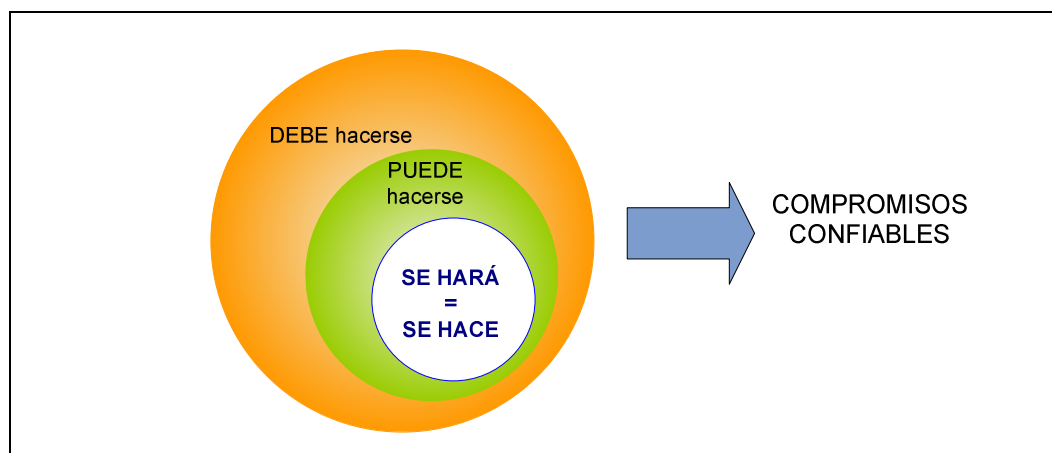 DEBE hacerse
PUEDE
hacerse
SE HARÁ
=
SE HACE
COMPROMISOS
CONFIABLES